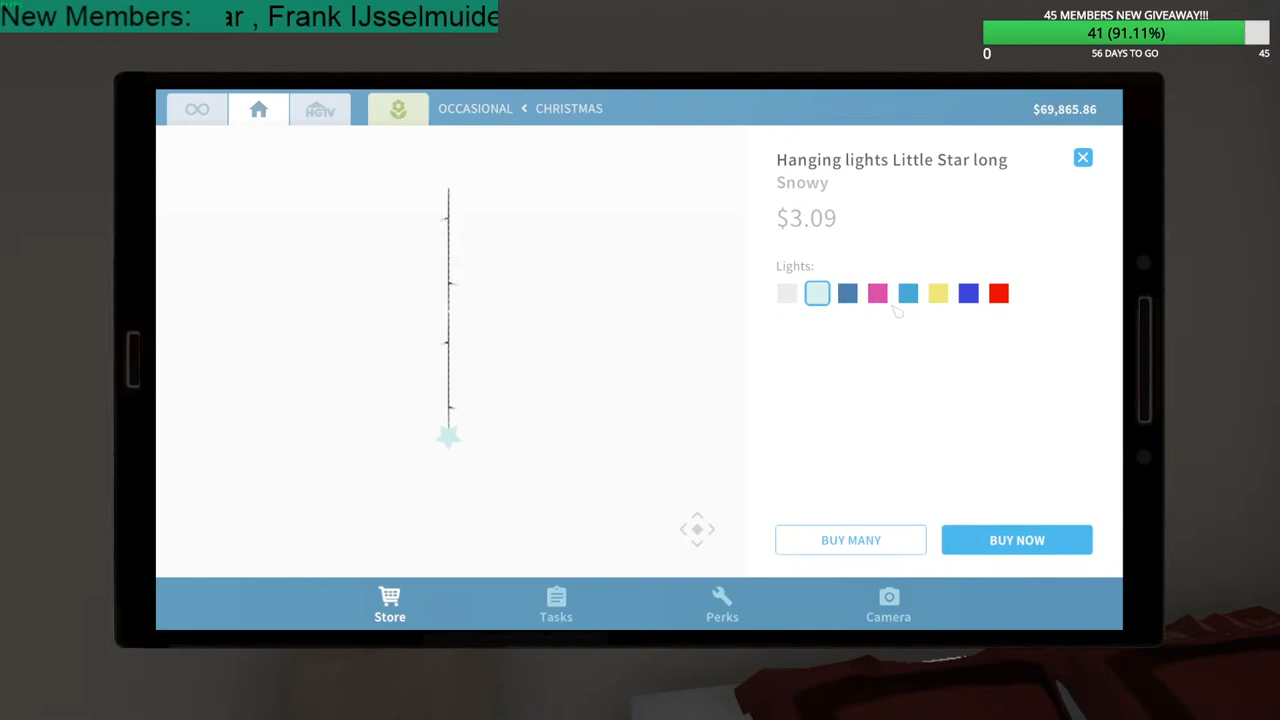 New Members: ar , Frank IJsselmuide
45 MEMBERS NEW GIVEAWAY!!!
41 (91.11%)
0
56 DAYS TO GO
45
HGTV
OCCASIONAL < CHRISTMAS
$69,865.86
Hanging lights Little Star long
Snowy
$3.09
Lights:
BUY MANY
BUY NOW
Store
Tasks
Perks
Camera